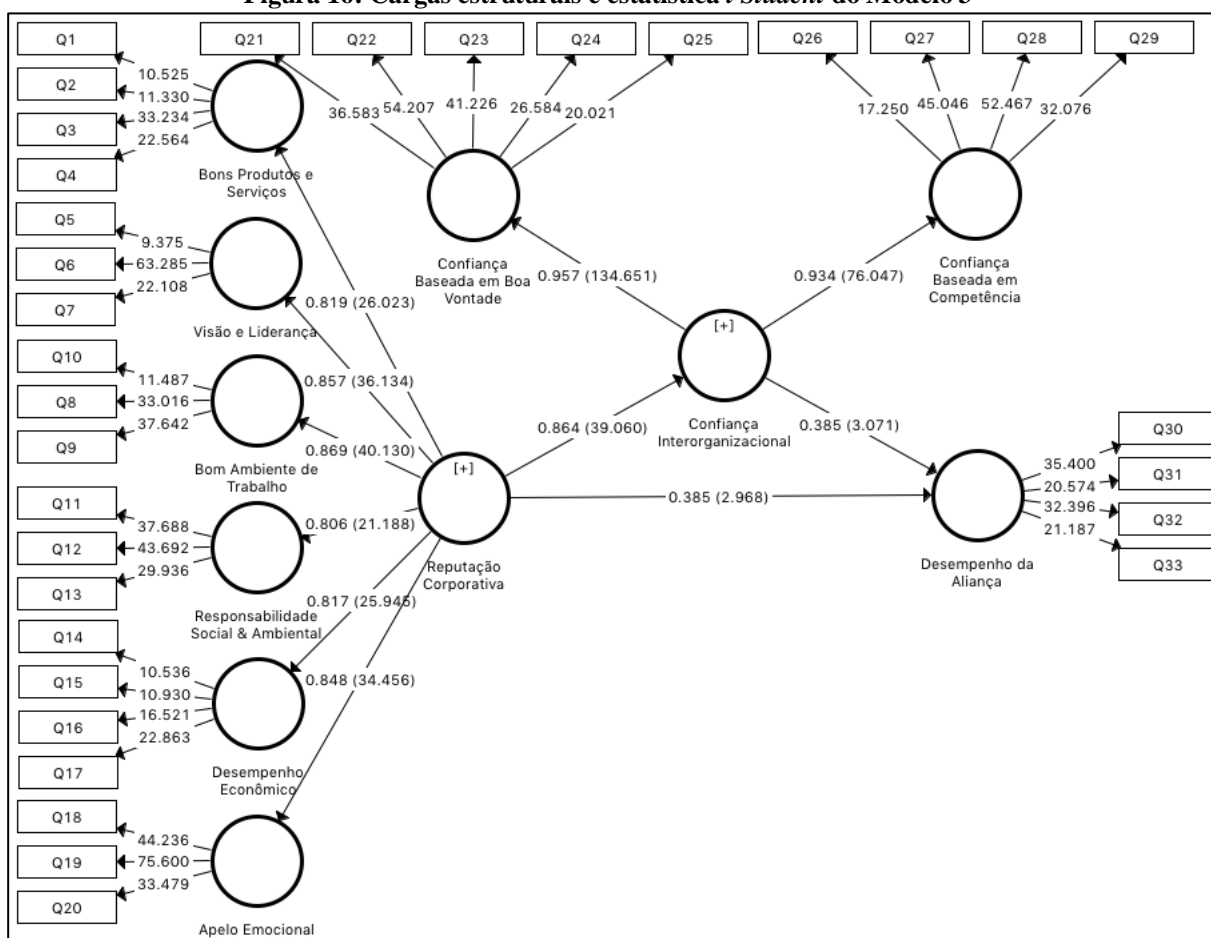 Cargas estruturais e estatística t Student do Modelo
Q1
Q21
Q22
Q23
Q24
Q25
Q26
Q27
Q28
Q29
10.525
Q2
11.330
Q3
33.234
22.564
Q4
36.583
54.207
41.226
26.584
20.021
17.250
45.046
52.467
32.076
Bons Produtos e
Serviços
Q5
9.375
Q6
63.285
Q7
22.108
Visão e Liderança
Confiança
Baseada em Boa
Vontade
Confiança
Baseada em
Competência
0.957 (134.651)
0.934 (76.047)
0.819 (26.023)
[+]
Confiança
Interorganizacional
Q10
11.487
Q8
33.016
Q9
37.642
Bom Ambiente de
Trabalho
0.857 (36.134)
0.864 (39.060)
0.385 (3.071)
0.869 (40.130)
[+]
Reputação
Corporativa
0.385 (2.968)
Q30
35.400
Q31
20.574
Q32
32.396
21.187
Q33
Desempenho da
Aliança
Q11
37.688
Q12
43.692
Q13
29.936
Responsabilidade
Social & Ambiental
0.806 (21.188)
0.817 (25.945)
Q14
10.536
Q15
10.930
Q16
16.521
22.863
Q17
Desempenho
Econômico
0.848 (34.456)
Q18
44.236
Q19
75.600
33.479
Q20
Apelo Emocional